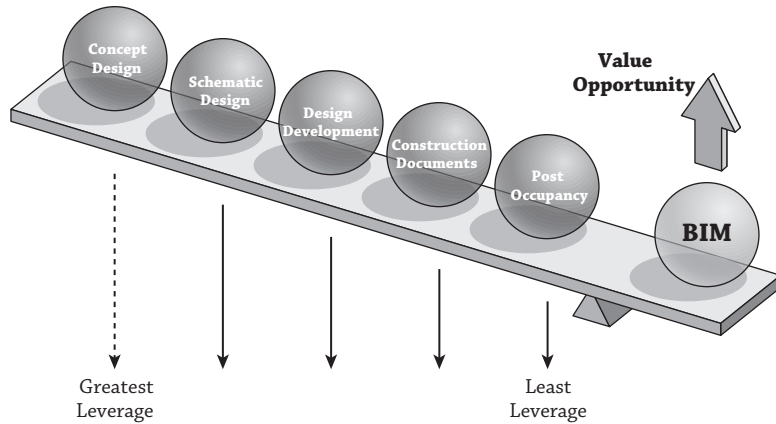 Concept
Design
Schematic
Design
Design
Development
Construction
Documents
Post
Occupancy
BIM
Value
Opportunity
Greatest
Leverage
Least
Leverage